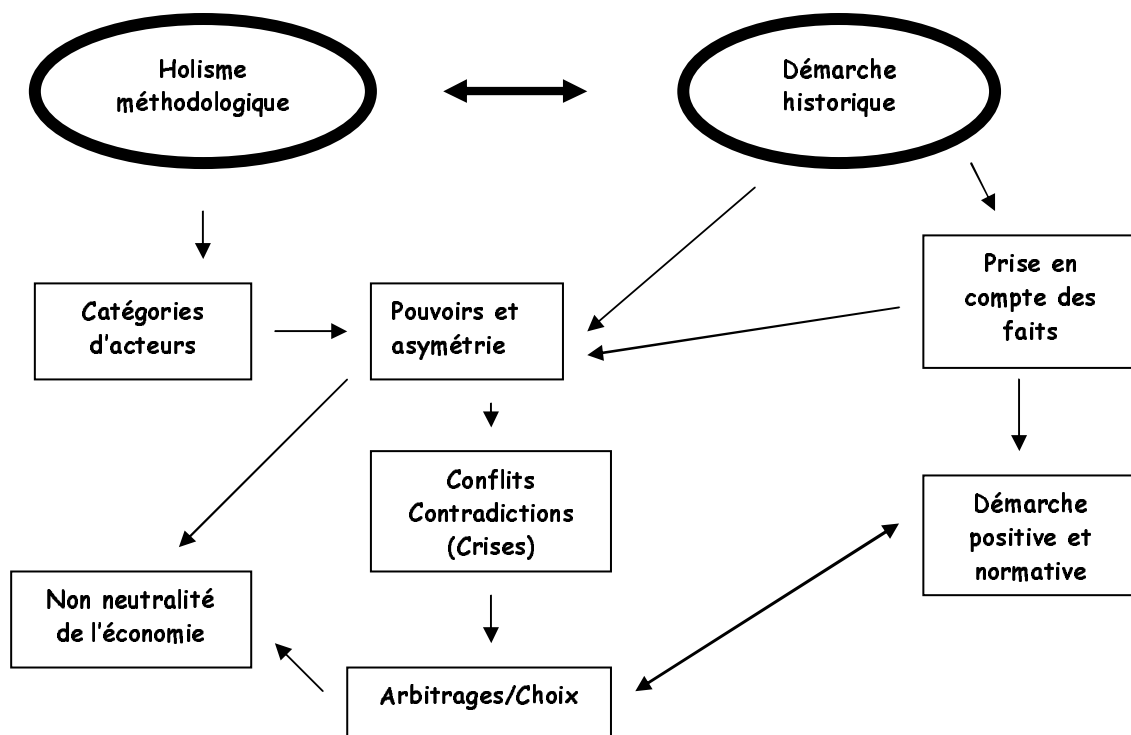 Holisme
méthodologique
Démarche
historique
Prise en
compte des
faits
Catégories
d'acteurs
Pouvoirs et
asymétrie
Conflits
Contradictions
(Crises)
Démarche
positive et
normative
Non neutralité
de l'économie
Arbitrages/Choix